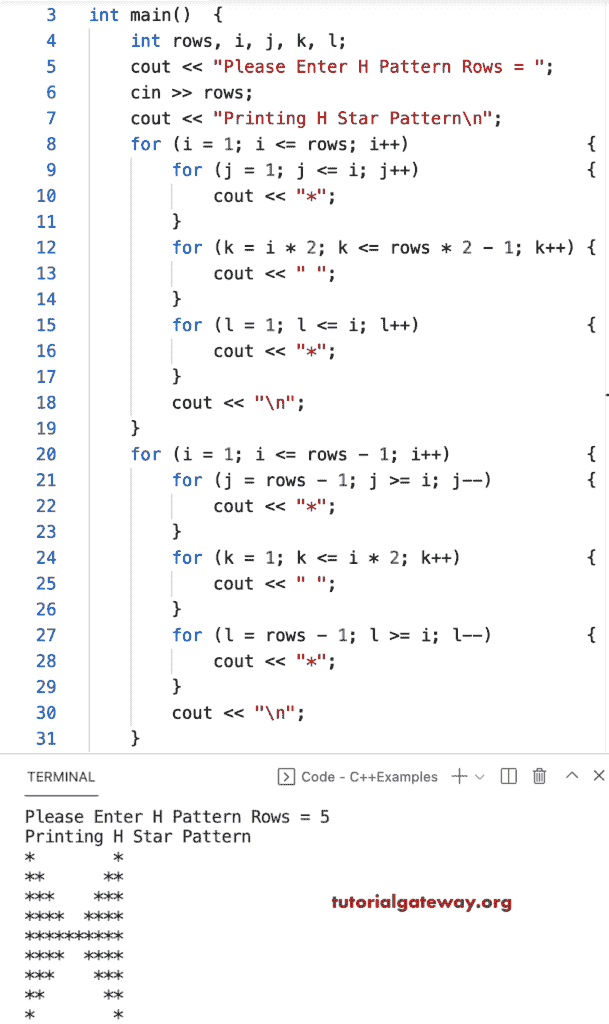 3 int main()  {
4     int rows, i, j, k, l;
5     cout << "Please Enter H Pattern Rows = ";
6     cin >> rows;
7     cout << "Printing H Star Pattern\n";
8     for (i = 1; i <= rows; i++)                 {
9         for (j = 1; j <= i; j++)                {
10             cout << "*";
11         }
12         for (k = i * 2; k <= rows * 2 - 1; k++) {
13             cout << " ";
14         }
15         for (l = 1; l <= i; l++)                {
16             cout << "*";
17         }
18         cout << "\n";
19     }
20     for (i = 1; i <= rows - 1; i++)             {
21         for (j = rows - 1; j >= i; j--)         {
22             cout << "*";
23         }
24         for (k = 1; k <= i * 2; k++)            {
25             cout << " ";
26         }
27         for (l = rows - 1; l >= i; l--)         {
28             cout << "*";
29         }
30         cout << "\n";
31     }
TERMINAL Code - C++Examples
Please Enter H Pattern Rows = 5
Printing H Star Pattern
*        *
**      **
***    ***
****  ****
**********
****  ****
***    ***
**      **
*        *
tutorialgateway.org